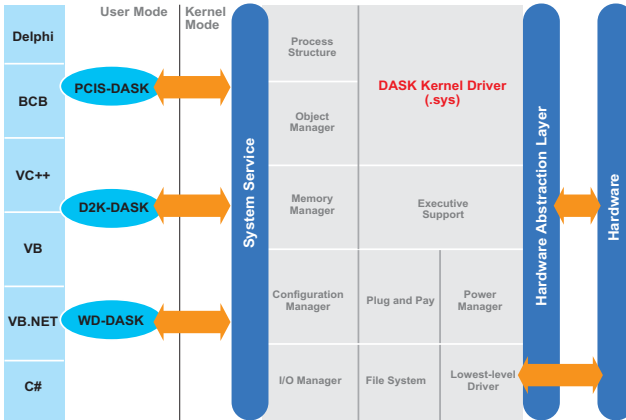 User Mode
Kernel
Mode
Delphi
BCB
VC++
VB
VB.NET
C#
PCIS-DASK
D2K-DASK
WD-DASK
System Service
Process
Structure
DASK Kernel Driver
(.sys)
Object
Manager
Memory
Manager
Executive
Support
Configuration
Manager
Plug and Pay
Power
Manager
I/O Manager
File System
Lowest-level
Driver
Hardware Abstraction Layer
Hardware